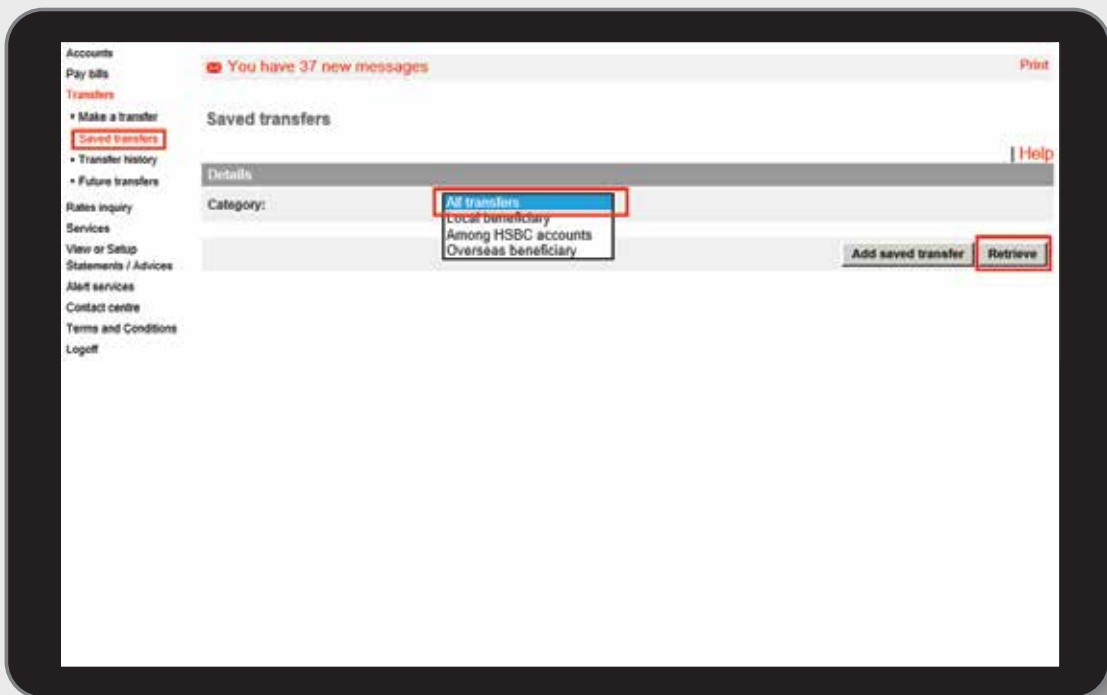 Accounts
Pay bills
Transfers
• Make a transfer
Saved transfers
• Transfer history
• Future transfers
Rates inquiry
Services
View or Setup
Statements / Advices
Alert services
Contact centre
Terms and Conditions
Logoff
You have 37 new messages
Print
Saved transfers
| Help
Details
Category:
All transfers
Local beneficiary
Among HSBC accounts
Overseas beneficiary
Add saved transfer
Retrieve